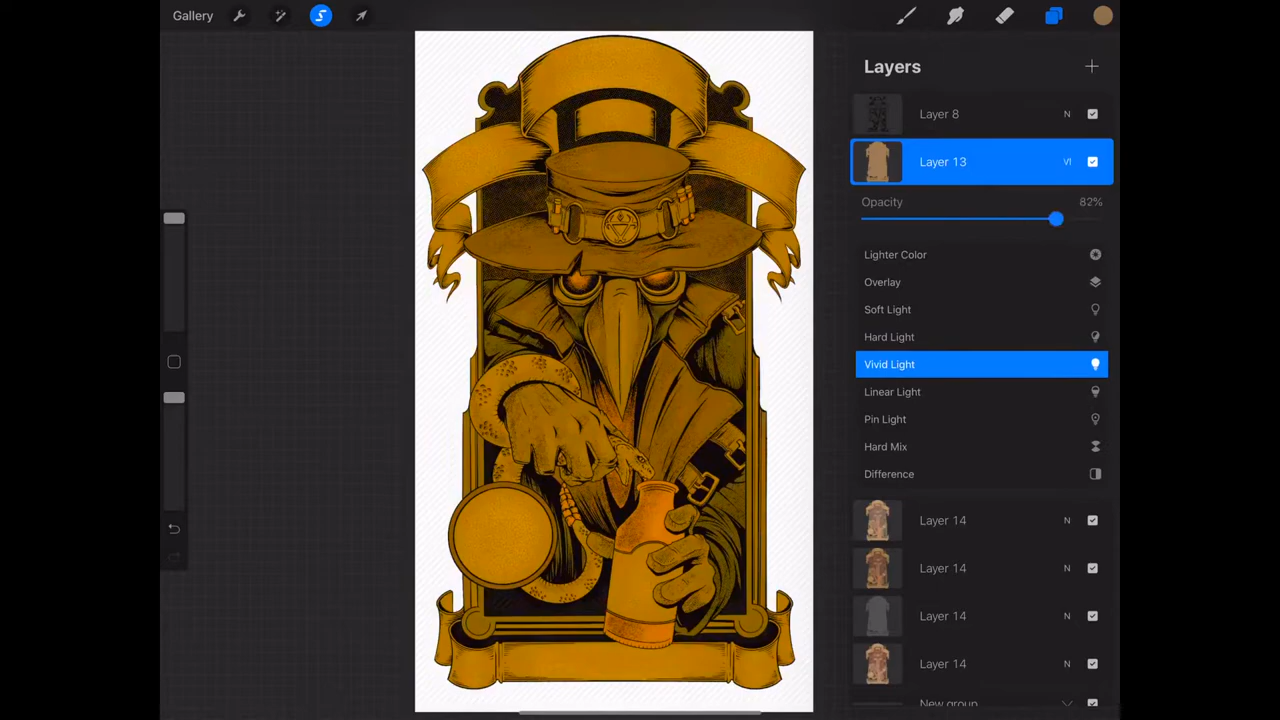 Gallery
Layers
Layer 8 N
Layer 13 VI
Opacity 82%
Lighter Color
Overlay
Soft Light
Hard Light
Vivid Light
Linear Light
Pin Light
Hard Mix
Difference
Layer 14 N
Layer 14 N
Layer 14 N
Layer 14 N
New group